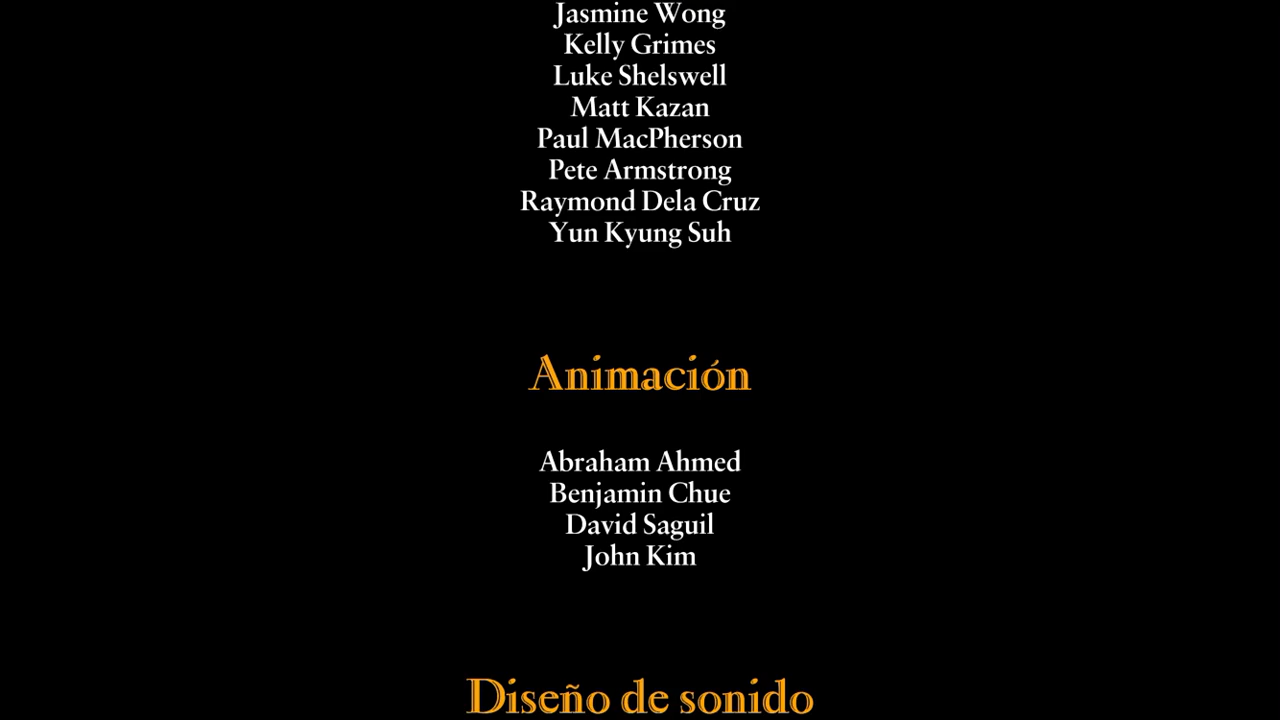 Jasmine Wong
Kelly Grimes
Luke Shelswell
Matt Kazan
Paul MacPherson
Pete Armstrong
Raymond Dela Cruz
Yun Kyung Suh
Animación
Abraham Ahmed
Benjamin Chue
David Saguil
John Kim
Diseño de sonido